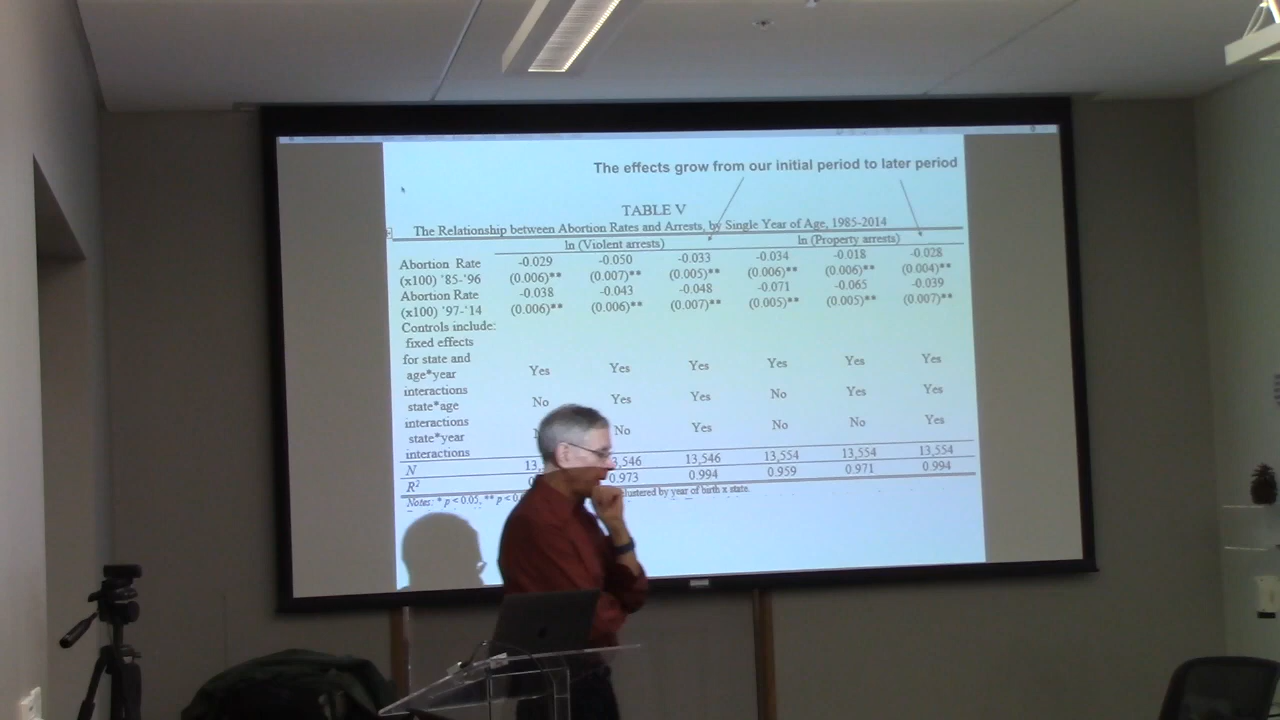 The effects grow from our initial period to later period
TABLE V
The Relationship between Abortion Rates and Arrests, by Single Year of Age, 1985-2014
ln (Violent arrests) ln (Property arrests)
Abortion Rate -0.029 -0.050 -0.033 -0.034 -0.018 -0.028
(x100) '85-'96 (0.006)** (0.007)** (0.005)** (0.006)** (0.006)** (0.004)**
Abortion Rate -0.038 -0.043 -0.048 -0.071 -0.065 -0.039
(x100) '97-'14 (0.006)** (0.006)** (0.007)** (0.005)** (0.005)** (0.007)**
Controls include:
fixed effects
for state and
age*year Yes Yes Yes Yes Yes Yes
interactions
state*age No Yes Yes No Yes Yes
interactions
state*year No Yes No No Yes
interactions
N 13,546 13,554 13,554 13,554
R² 0.973 0.994 0.959 0.971 0.994
Notes: * p < 0.05, ** p < clustered by year of birth x state.